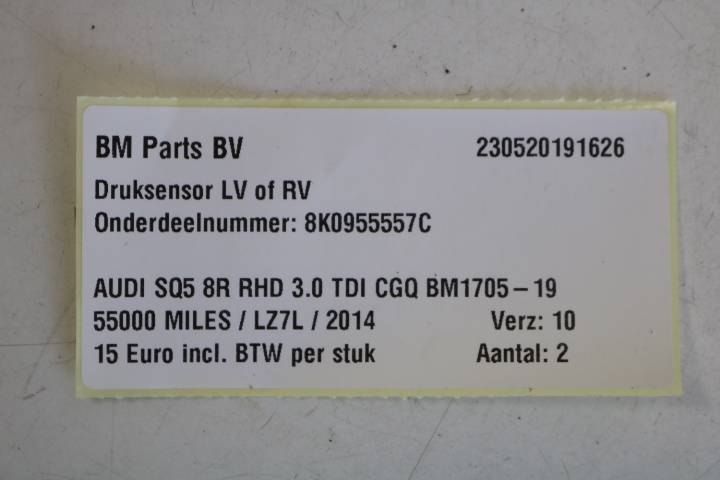 BM Parts BV 230520191626
Druksensor LV of RV
Onderdeelnummer: 8K0955557C
AUDI SQ5 8R RHD 3.0 TDI CGQ BM1705-19
55000 MILES / LZ7L / 2014 Verz: 10
15 Euro incl. BTW per stuk Aantal: 2